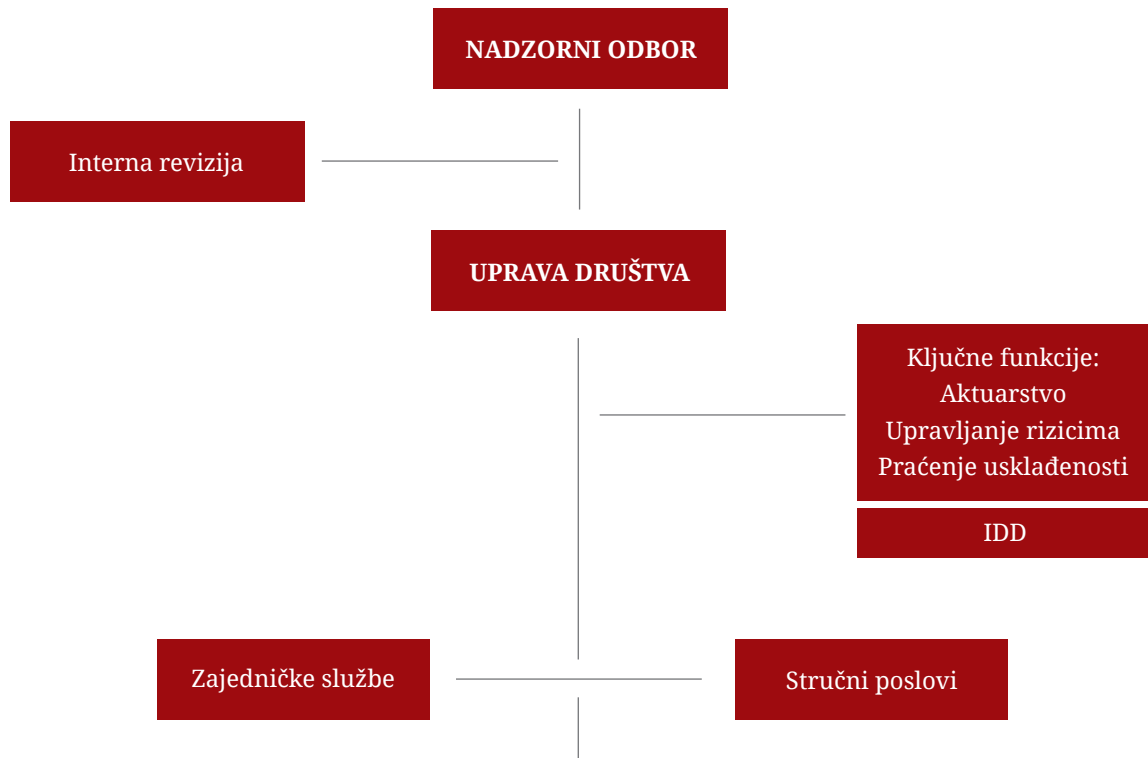 NADZORNI ODBOR
Interna revizija
UPRAVA DRUŠTVA
Ključne funkcije:
Aktuarstvo
Upravljanje rizicima
Praćenje usklađenosti
IDD
Zajedničke službe
Stručni poslovi